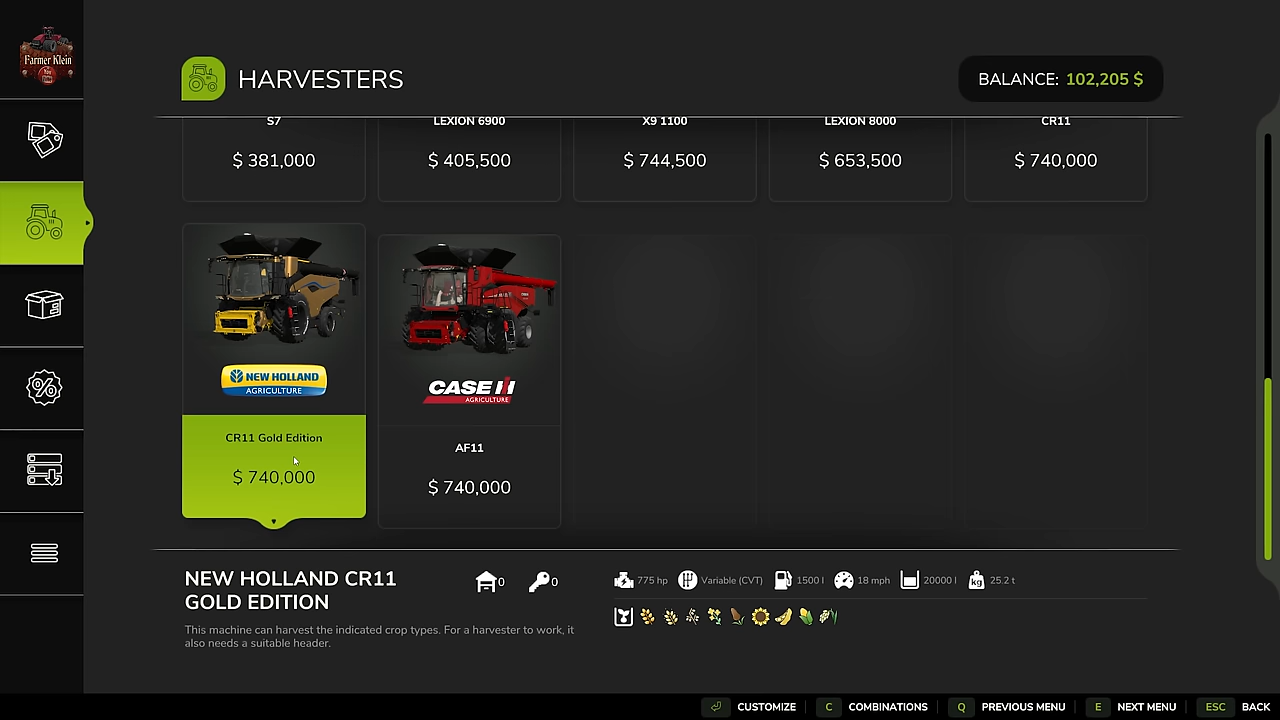 Farmer Klein
You
HARVESTERS
BALANCE: 102,205 $
S7
LEXION 6900
X9 1100
LEXION 8000
CR11
$ 381,000
$ 405,500
$ 744,500
$ 653,500
$ 740,000
NEW HOLLAND
AGRICULTURE
CR11 Gold Edition
$ 740,000
CASE IH
AGRICULTURE
AF11
$ 740,000
NEW HOLLAND CR11
GOLD EDITION
This machine can harvest the indicated crop types. For a harvester to work, it
also needs a suitable header.
0
0
775 hp
Variable (CVT)
1500 l
18 mph
20000 l
kg
25.2 t
CUSTOMIZE
C
COMBINATIONS
Q
PREVIOUS MENU
E
NEXT MENU
ESC
BACK